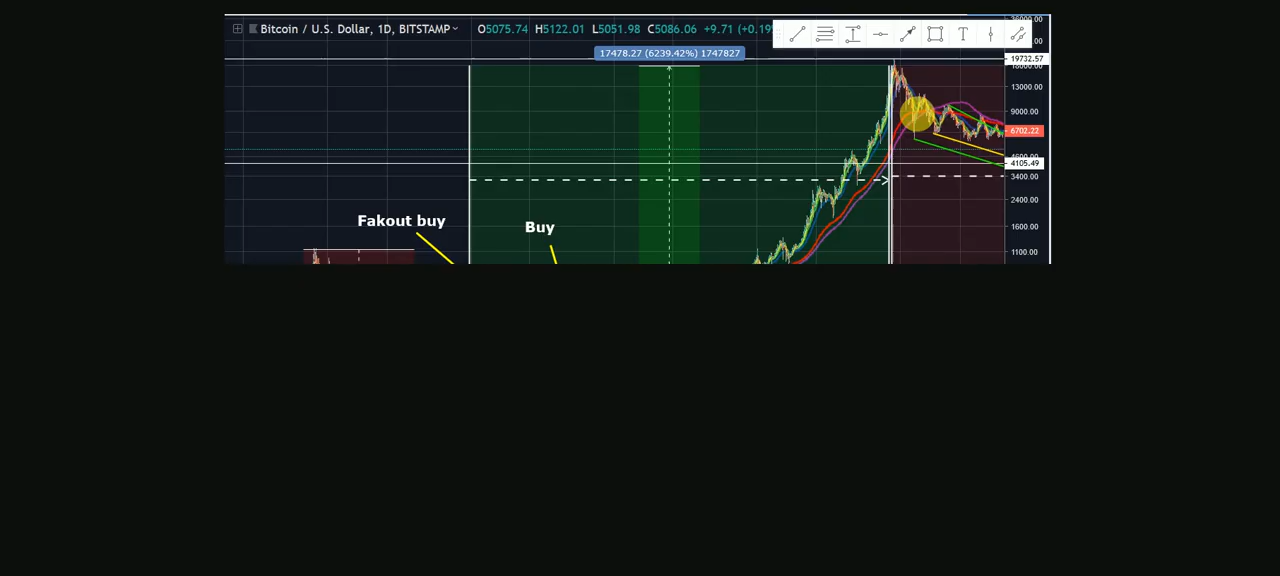 Bitcoin / U.S. Dollar, 1D, BITSTAMP O5075.74 H5122.01 L5051.98 C5086.06 +9.71
17478.27 (6239.42%) 1747827
19732.57
18000.00
13000.00
9000.00
6702.22
4105.49
3400.00
2400.00
Fakout buy
Buy
1600.00
1100.00